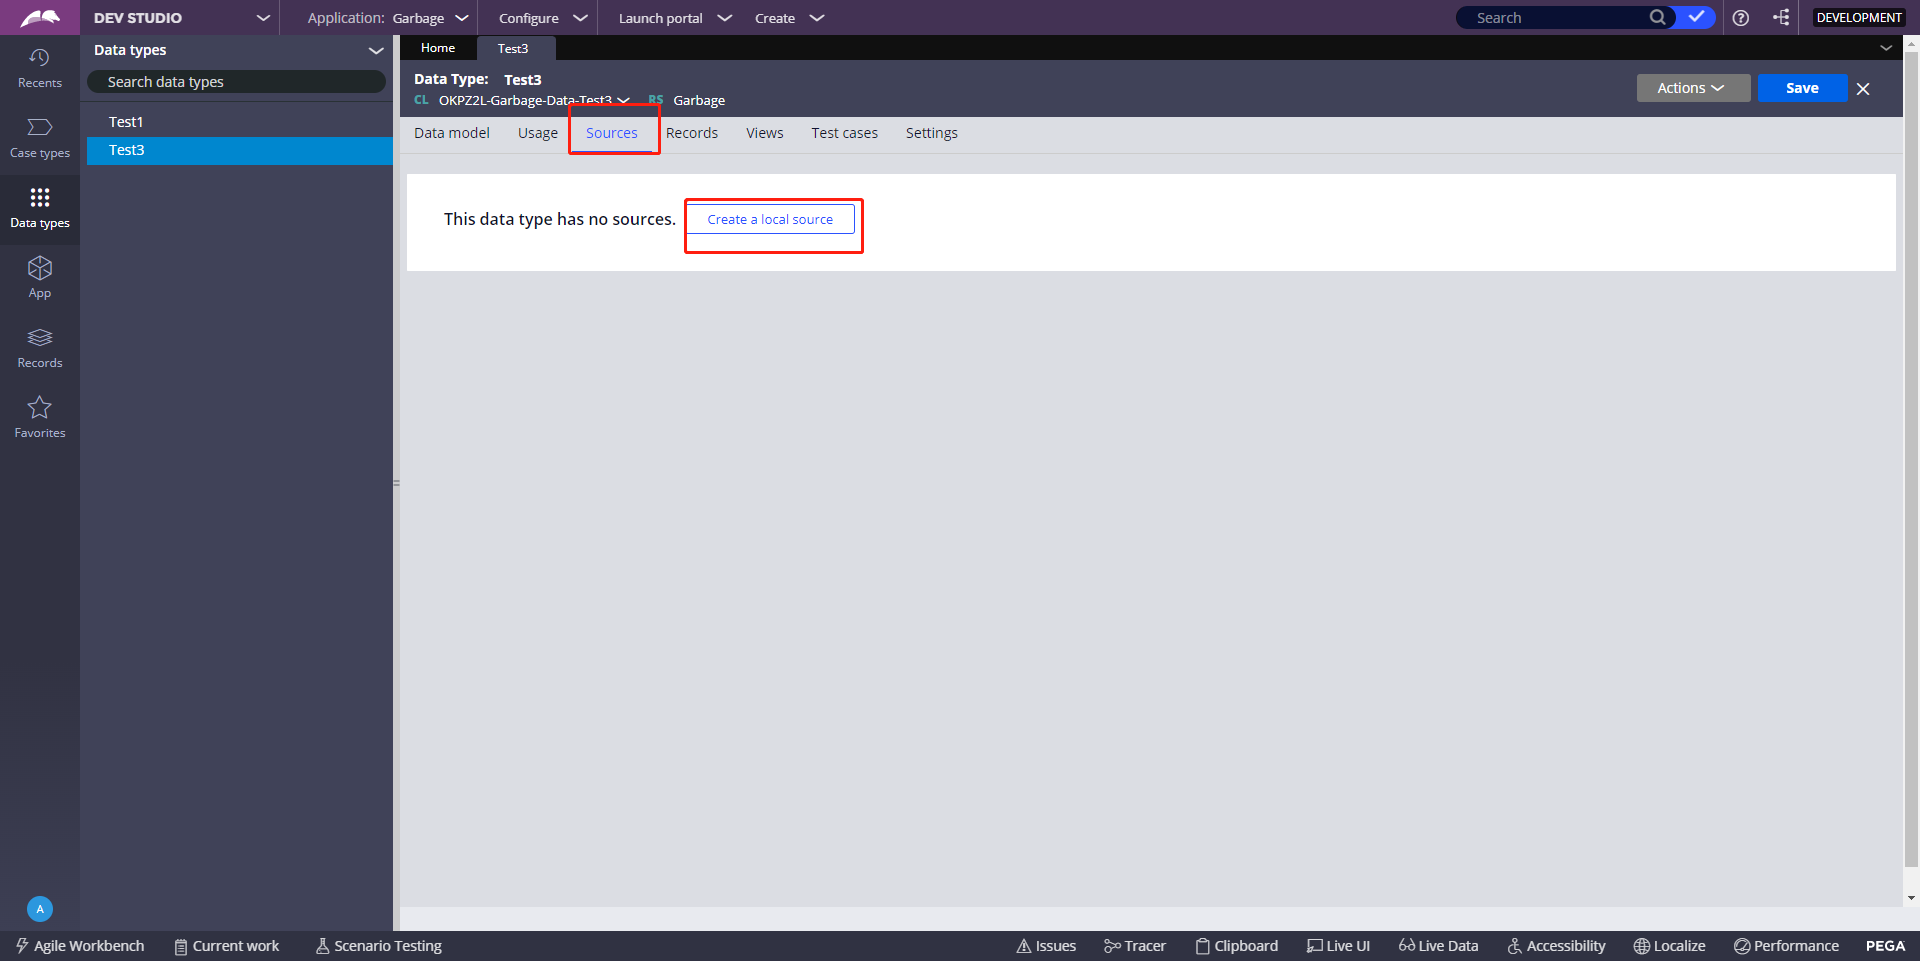 DEV STUDIO
Application: Garbage
Configure
Launch portal
Create
Search
DEVELOPMENT
Recents
Case types
Data types
App
Records
Favorites
A
Data types
Search data types
Test1
Test3
Home
Test3
Data Type: Test3
CL OKPZ2L-Garbage-Data-Test3 RS Garbage
Actions
Save
Data model
Usage
Sources
Records
Views
Test cases
Settings
This data type has no sources.
Create a local source
Agile Workbench
Current work
Scenario Testing
Issues
Tracer
Clipboard
Live UI
Live Data
Accessibility
Localize
Performance
PEGA